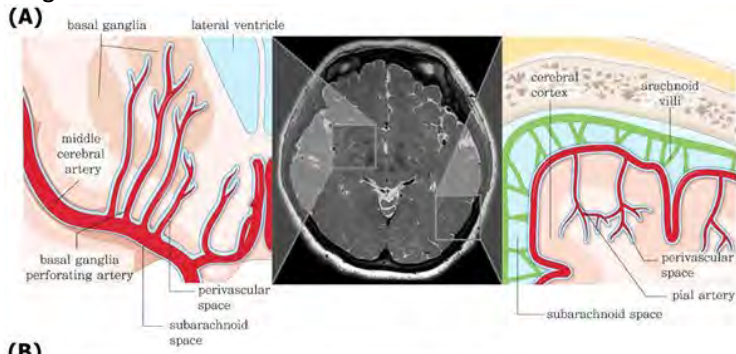 (A)
basal ganglia
lateral ventricle
middle
cerebral
artery
basal ganglia
perforating artery
perivascular
space
subarachnoid
space
cerebral
cortex
arachnoid
villi
perivascular
space
pial artery
subarachnoid space
(B)